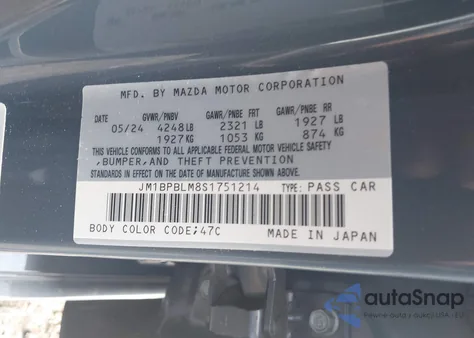 MFD. BY MAZDA MOTOR CORPORATION
DATE GVWR/PNBV GAWR/PNBE FRT GAWR/PNBE RR
05/24 4248LB 2321 LB 1927 LB
1927KG 1053 KG 874 KG
THIS VEHICLE CONFORMS TO ALL APPLICABLE FEDERAL MOTOR VEHICLE SAFETY
,BUMPER,AND THEFT PREVENTION
STANDARDS IN EFFECT ON THE DATE OF MANUFACTURE SHOWN ABOVE.
JM1BPBLM8S1751214 TYPE: PASS CAR
BODY COLOR CODE;47C MADE IN JAPAN
autoSnap